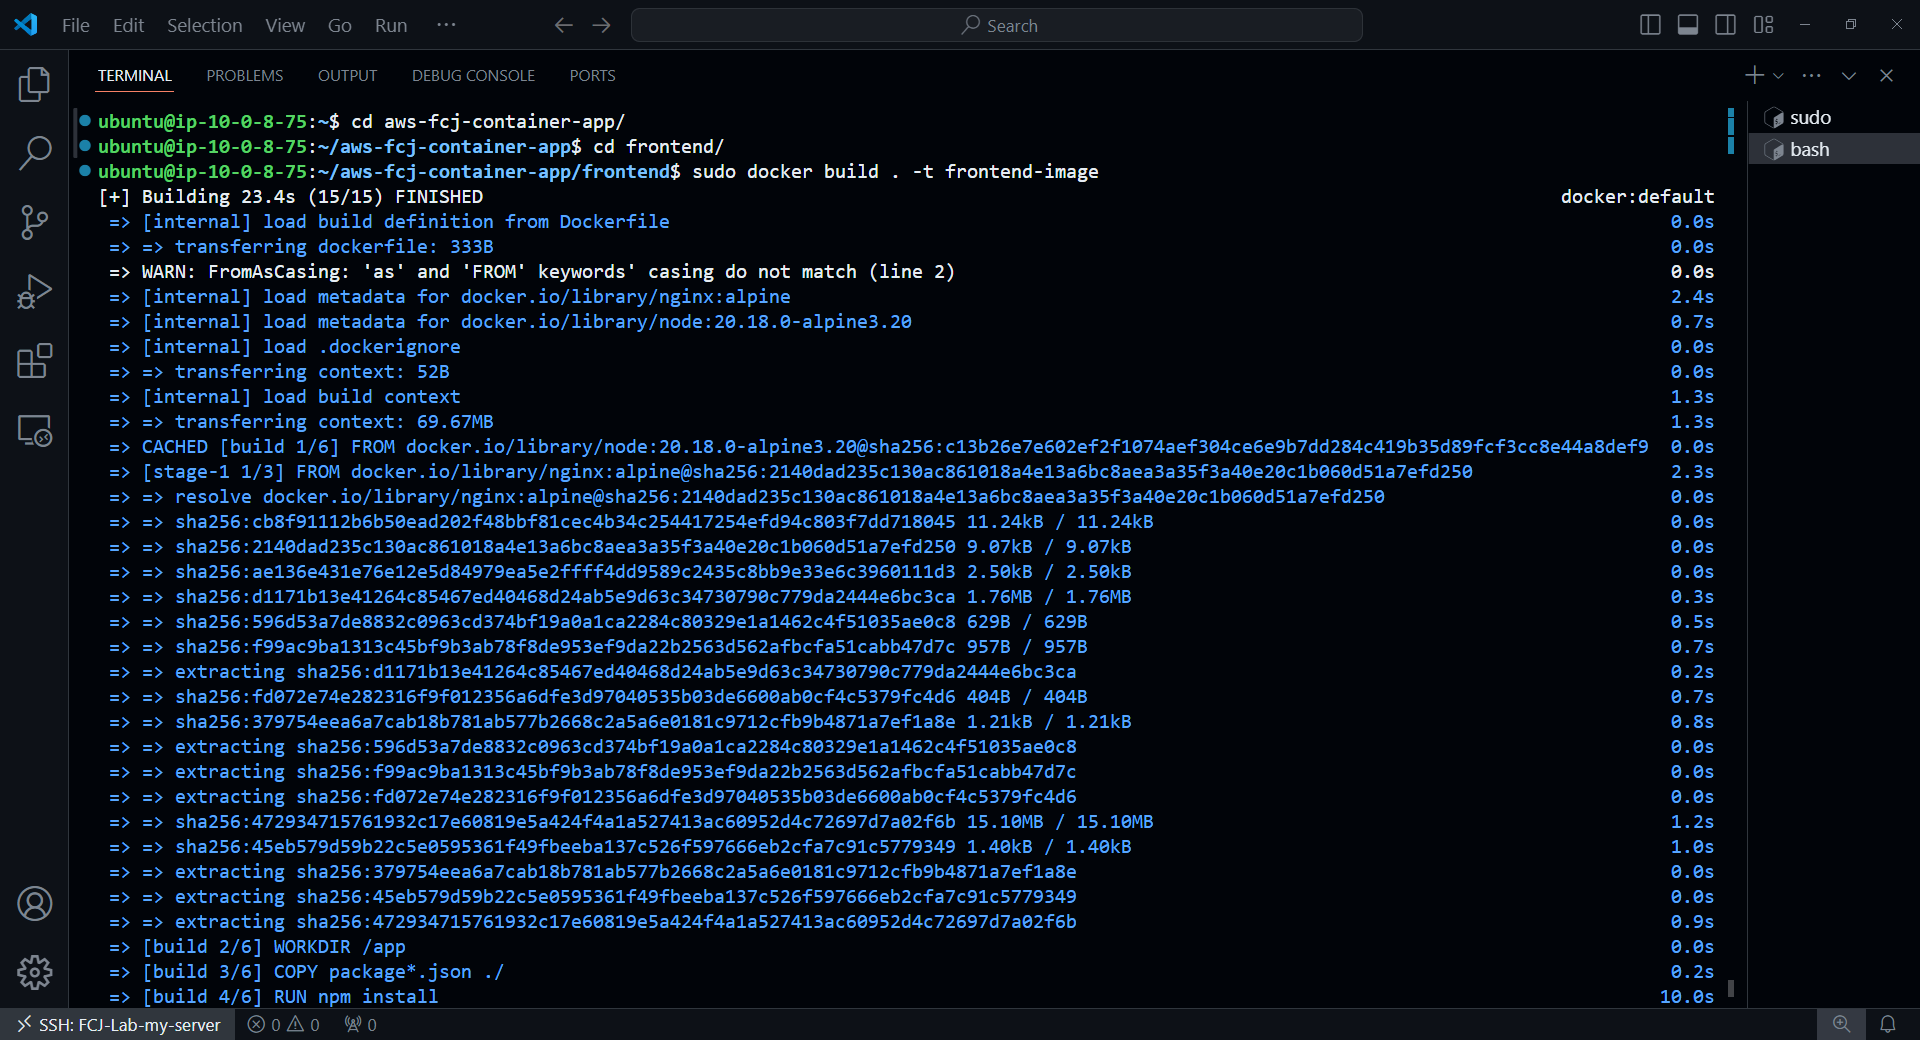 File Edit Selection View Go Run ··· Search
TERMINAL PROBLEMS OUTPUT DEBUG CONSOLE PORTS
ubuntu@ip-10-0-8-75:~$ cd aws-fcj-container-app/
ubuntu@ip-10-0-8-75:~/aws-fcj-container-app$ cd frontend/
ubuntu@ip-10-0-8-75:~/aws-fcj-container-app/frontend$ sudo docker build . -t frontend-image
[+] Building 23.4s (15/15) FINISHED docker:default
=> [internal] load build definition from Dockerfile 0.0s
=> => transferring dockerfile: 333B 0.0s
=> WARN: FromAsCasing: 'as' and 'FROM' keywords' casing do not match (line 2) 0.0s
=> [internal] load metadata for docker.io/library/nginx:alpine 2.4s
=> [internal] load metadata for docker.io/library/node:20.18.0-alpine3.20 0.7s
=> [internal] load .dockerignore 0.0s
=> => transferring context: 52B 0.0s
=> [internal] load build context 1.3s
=> => transferring context: 69.67MB 1.3s
=> CACHED [build 1/6] FROM docker.io/library/node:20.18.0-alpine3.20@sha256:c13b26e7e602ef2f1074aef304ce6e9b7dd284c419b35d89fcf3cc8e44a8def9 0.0s
=> [stage-1 1/3] FROM docker.io/library/nginx:alpine@sha256:2140dad235c130ac861018a4e13a6bc8aea3a35f3a40e20c1b060d51a7efd250 2.3s
=> => resolve docker.io/library/nginx:alpine@sha256:2140dad235c130ac861018a4e13a6bc8aea3a35f3a40e20c1b060d51a7efd250 0.0s
=> => sha256:cb8f91112b6b50ead202f48bbf81cec4b34c254417254efd94c803f7dd718045 11.24kB / 11.24kB 0.0s
=> => sha256:2140dad235c130ac861018a4e13a6bc8aea3a35f3a40e20c1b060d51a7efd250 9.07kB / 9.07kB 0.0s
=> => sha256:ae136e431e76e12e5d84979ea5e2ffff4dd9589c2435c8bb9e33e6c3960111d3 2.50kB / 2.50kB 0.0s
=> => sha256:d1171b13e41264c85467ed40468d24ab5e9d63c34730790c779da2444e6bc3ca 1.76MB / 1.76MB 0.3s
=> => sha256:596d53a7de8832c0963cd374bf19a0a1ca2284c80329e1a1462c4f51035ae0c8 629B / 629B 0.5s
=> => sha256:f99ac9ba1313c45bf9b3ab78f8de953ef9da22b2563d562afbcfa51cabb47d7c 957B / 957B 0.7s
=> => extracting sha256:d1171b13e41264c85467ed40468d24ab5e9d63c34730790c779da2444e6bc3ca 0.2s
=> => sha256:fd072e74e282316f9f012356a6dfe3d97040535b03de6600ab0cf4c5379fc4d6 404B / 404B 0.7s
=> => sha256:379754eea6a7cab18b781ab577b2668c2a5a6e0181c9712cfb9b4871a7ef1a8e 1.21kB / 1.21kB 0.8s
=> => extracting sha256:596d53a7de8832c0963cd374bf19a0a1ca2284c80329e1a1462c4f51035ae0c8 0.0s
=> => extracting sha256:f99ac9ba1313c45bf9b3ab78f8de953ef9da22b2563d562afbcfa51cabb47d7c 0.0s
=> => extracting sha256:fd072e74e282316f9f012356a6dfe3d97040535b03de6600ab0cf4c5379fc4d6 0.0s
=> => sha256:472934715761932c17e60819e5a424f4a1a527413ac60952d4c72697d7a02f6b 15.10MB / 15.10MB 1.2s
=> => sha256:45eb579d59b22c5e0595361f49fbeeba137c526f597666eb2cfa7c91c5779349 1.40kB / 1.40kB 1.0s
=> => extracting sha256:379754eea6a7cab18b781ab577b2668c2a5a6e0181c9712cfb9b4871a7ef1a8e 0.0s
=> => extracting sha256:45eb579d59b22c5e0595361f49fbeeba137c526f597666eb2cfa7c91c5779349 0.0s
=> => extracting sha256:472934715761932c17e60819e5a424f4a1a527413ac60952d4c72697d7a02f6b 0.9s
=> [build 2/6] WORKDIR /app 0.0s
=> [build 3/6] COPY package*.json ./ 0.2s
=> [build 4/6] RUN npm install 10.0s
sudo
bash
SSH: FCJ-Lab-my-server 0 0 0